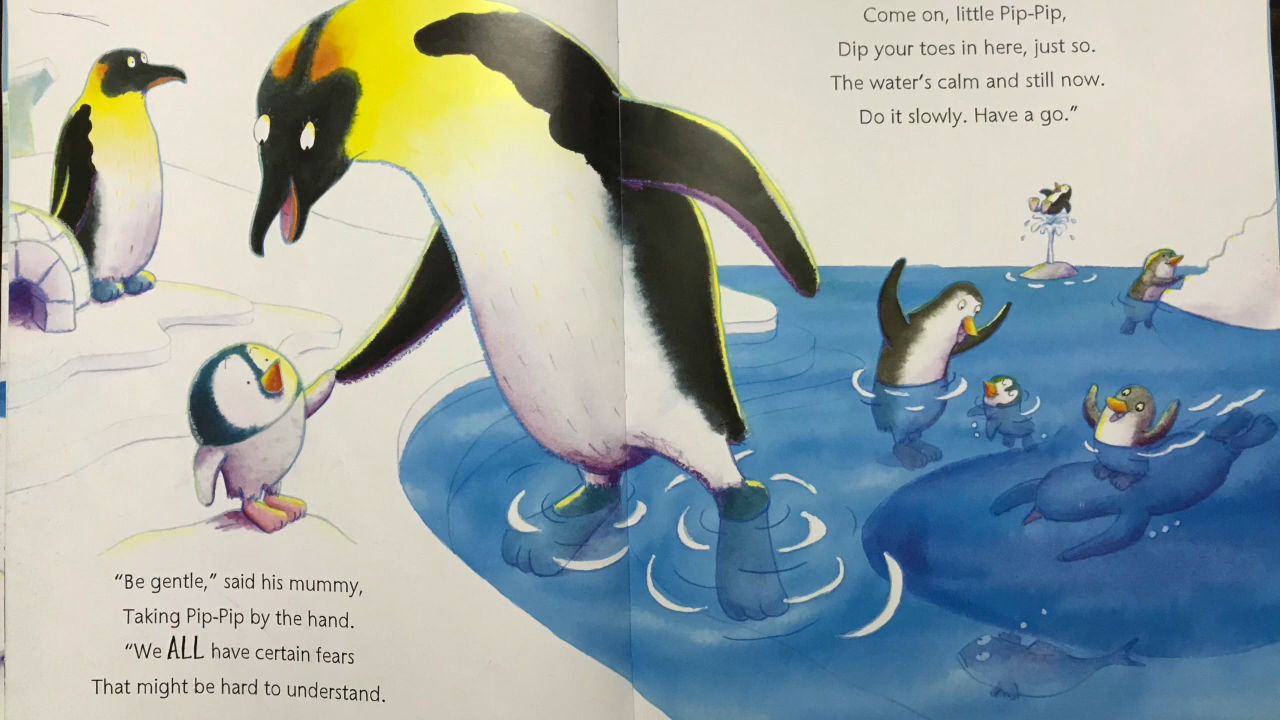 “Be gentle,” said his mummy,
Taking Pip-Pip by the hand.
“We ALL have certain fears
That might be hard to understand.
Come on, little Pip-Pip,
Dip your toes in here, just so.
The water’s calm and still now.
Do it slowly. Have a go.”